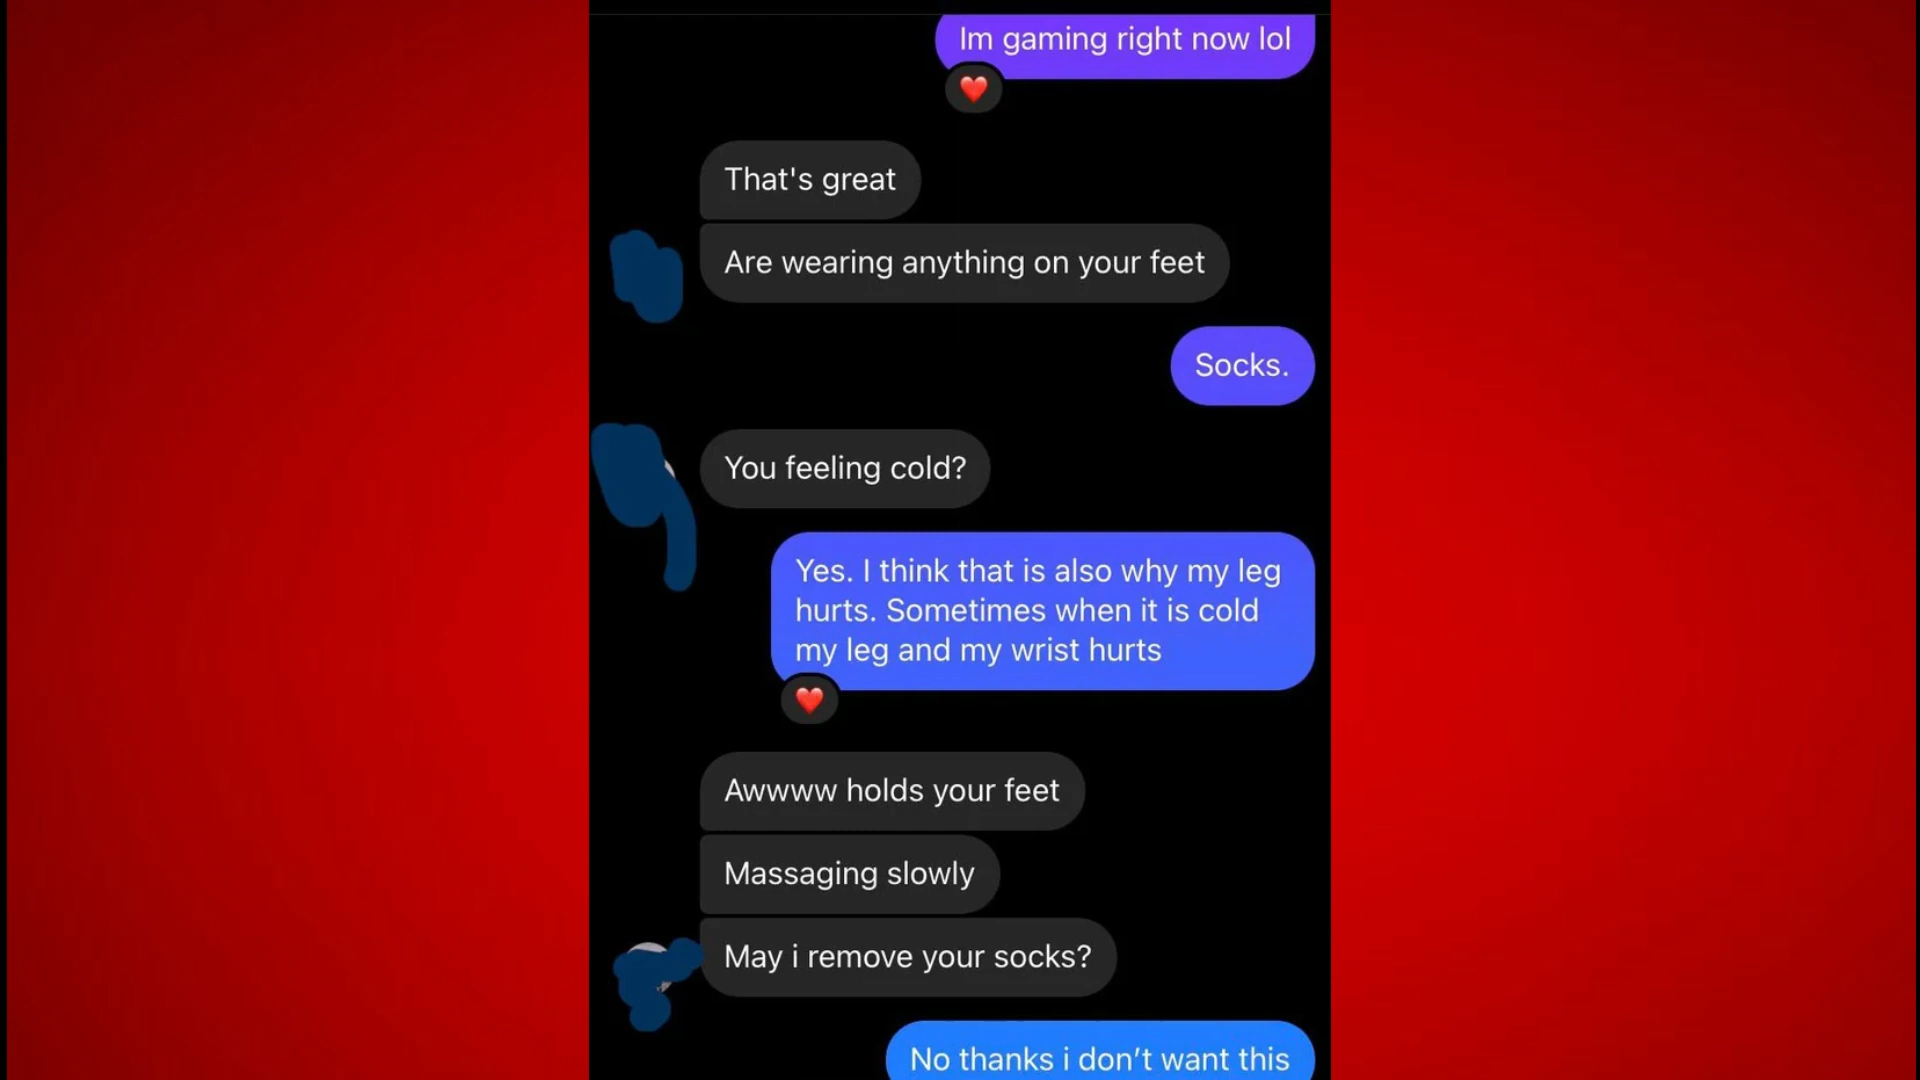 Im gaming right now lol
That's great
Are wearing anything on your feet
Socks.
You feeling cold?
Yes. I think that is also why my leg
hurts. Sometimes when it is cold
my leg and my wrist hurts
Awwww holds your feet
Massaging slowly
May i remove your socks?
No thanks i don’t want this